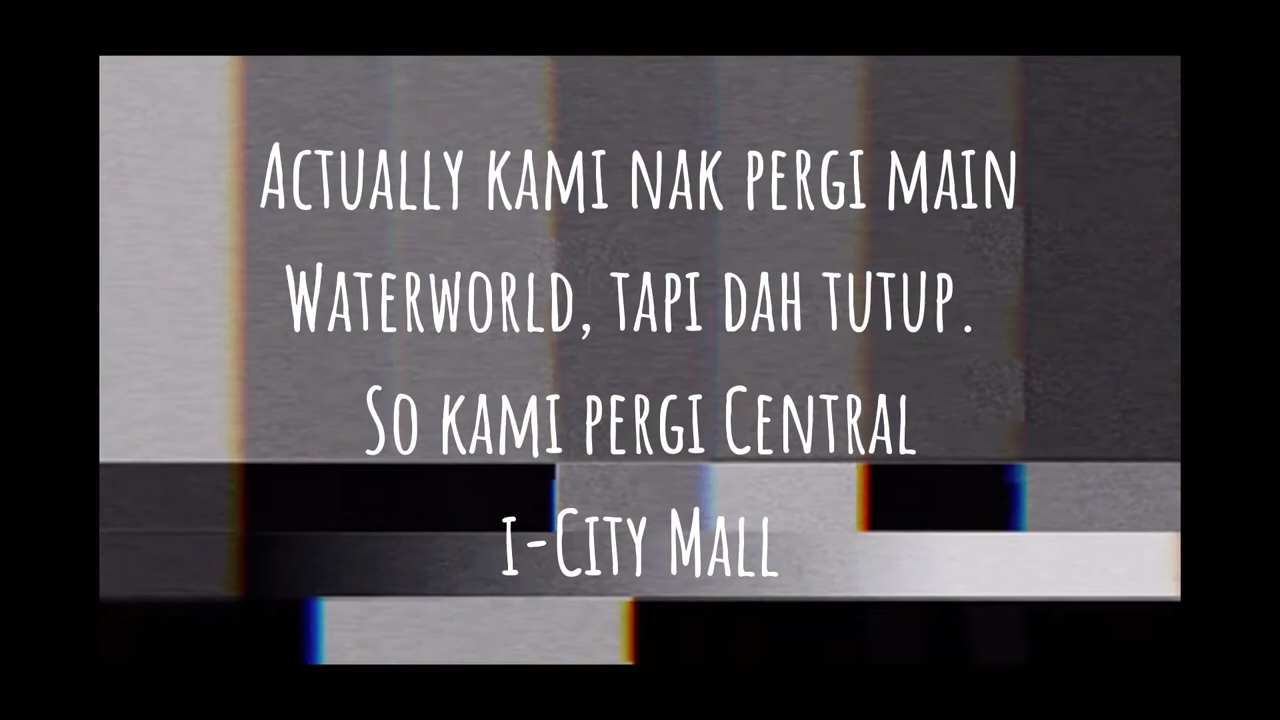 Actually kami nak pergi main
Waterworld, tapi dah tutup.
So kami pergi Central
i-City Mall